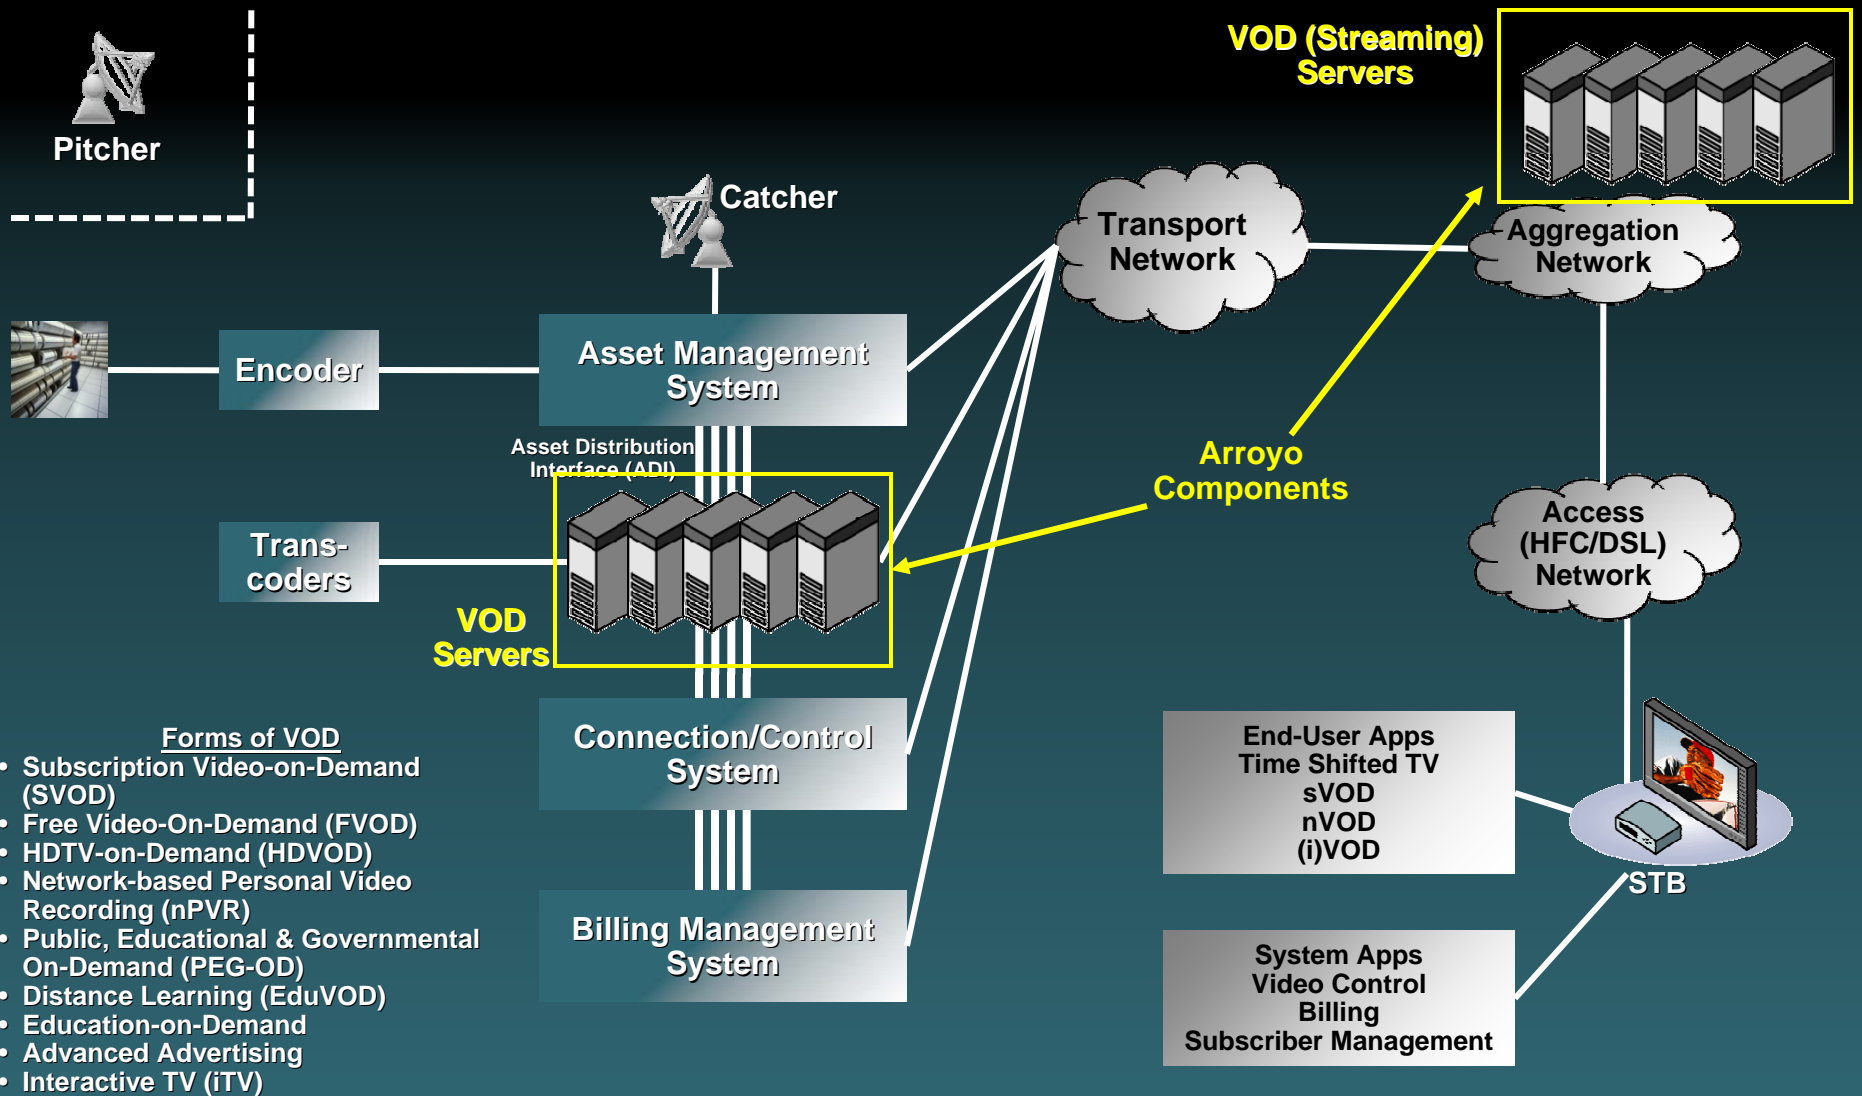 Pitcher
VOD (Streaming)
Servers
Catcher
Transport
Network
Aggregation
Network
Encoder
Asset Management
System
Asset Distribution
Interface (ADI)
Arroyo
Components
Access
(HFC/DSL)
Network
Trans-
coders
VOD
Servers
Connection/Control
System
Billing Management
System
Forms of VOD
• Subscription Video-on-Demand
(SVOD)
• Free Video-On-Demand (FVOD)
• HDTV-on-Demand (HDVOD)
• Network-based Personal Video
Recording (nPVR)
• Public, Educational & Governmental
On-Demand (PEG-OD)
• Distance Learning (EduVOD)
• Education-on-Demand
• Advanced Advertising
• Interactive TV (iTV)
End-User Apps
Time Shifted TV
sVOD
nVOD
(i)VOD
STB
System Apps
Video Control
Billing
Subscriber Management